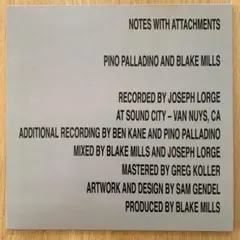 NOTES WITH ATTACHMENTS
PINO PALLADINO AND BLAKE MILLS
RECORDED BY JOSEPH LORGE
AT SOUND CITY – VAN NUYS, CA
ADDITIONAL RECORDING BY BEN KANE AND PINO PALLADINO
MIXED BY BLAKE MILLS AND JOSEPH LORGE
MASTERED BY GREG KOLLER
ARTWORK AND DESIGN BY SAM GENDEL
PRODUCED BY BLAKE MILLS